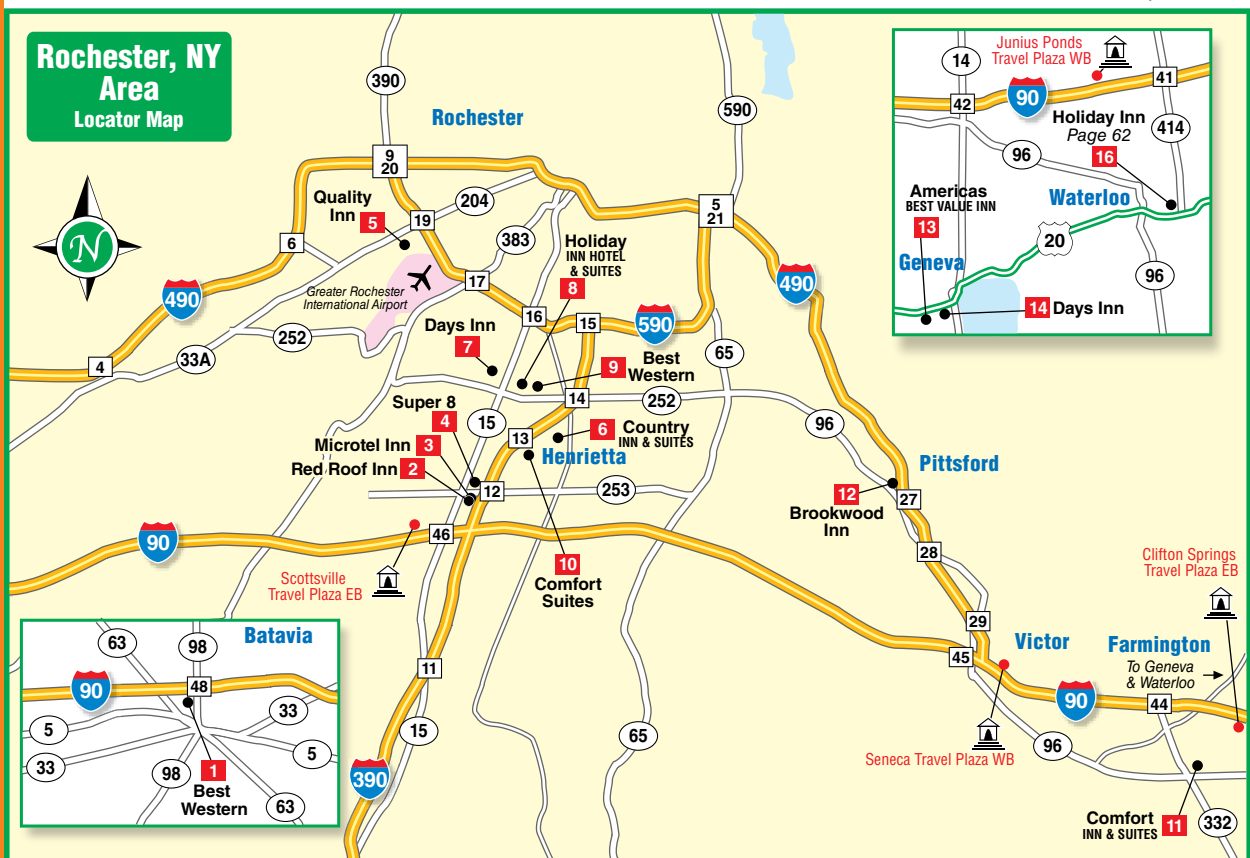 Rochester, NY
Area
Locator Map
390
590
Rochester
9
20
Quality
Inn
5
19
204
383
5
21
6
Holiday
INN HOTEL
& SUITES
8
Greater Rochester
International Airport
17
490
490
16
15
590
252
Days Inn
7
33A
4
65
9
Best
Western
14
252
Super 8
4
15
96
13
6
Country
INN & SUITES
Microtel Inn
3
Henrietta
Red Roof Inn
2
Pittsford
12
253
12
Brookwood
Inn
27
90
46
28
10
Comfort
Suites
Scottsville
Travel Plaza EB
Clifton Springs
Travel Plaza EB
29
Victor
Farmington
To Geneva
& Waterloo
45
11
90
44
15
65
96
Seneca Travel Plaza WB
390
Comfort
INN & SUITES
11
332
N
Junius Ponds
Travel Plaza WB
14
41
42
90
Holiday Inn
Page 62
16
414
96
Americas
BEST VALUE INN
13
Waterloo
20
Geneva
96
14
Days Inn
63
98
Batavia
90
48
33
5
5
33
98
1
Best
Western
63